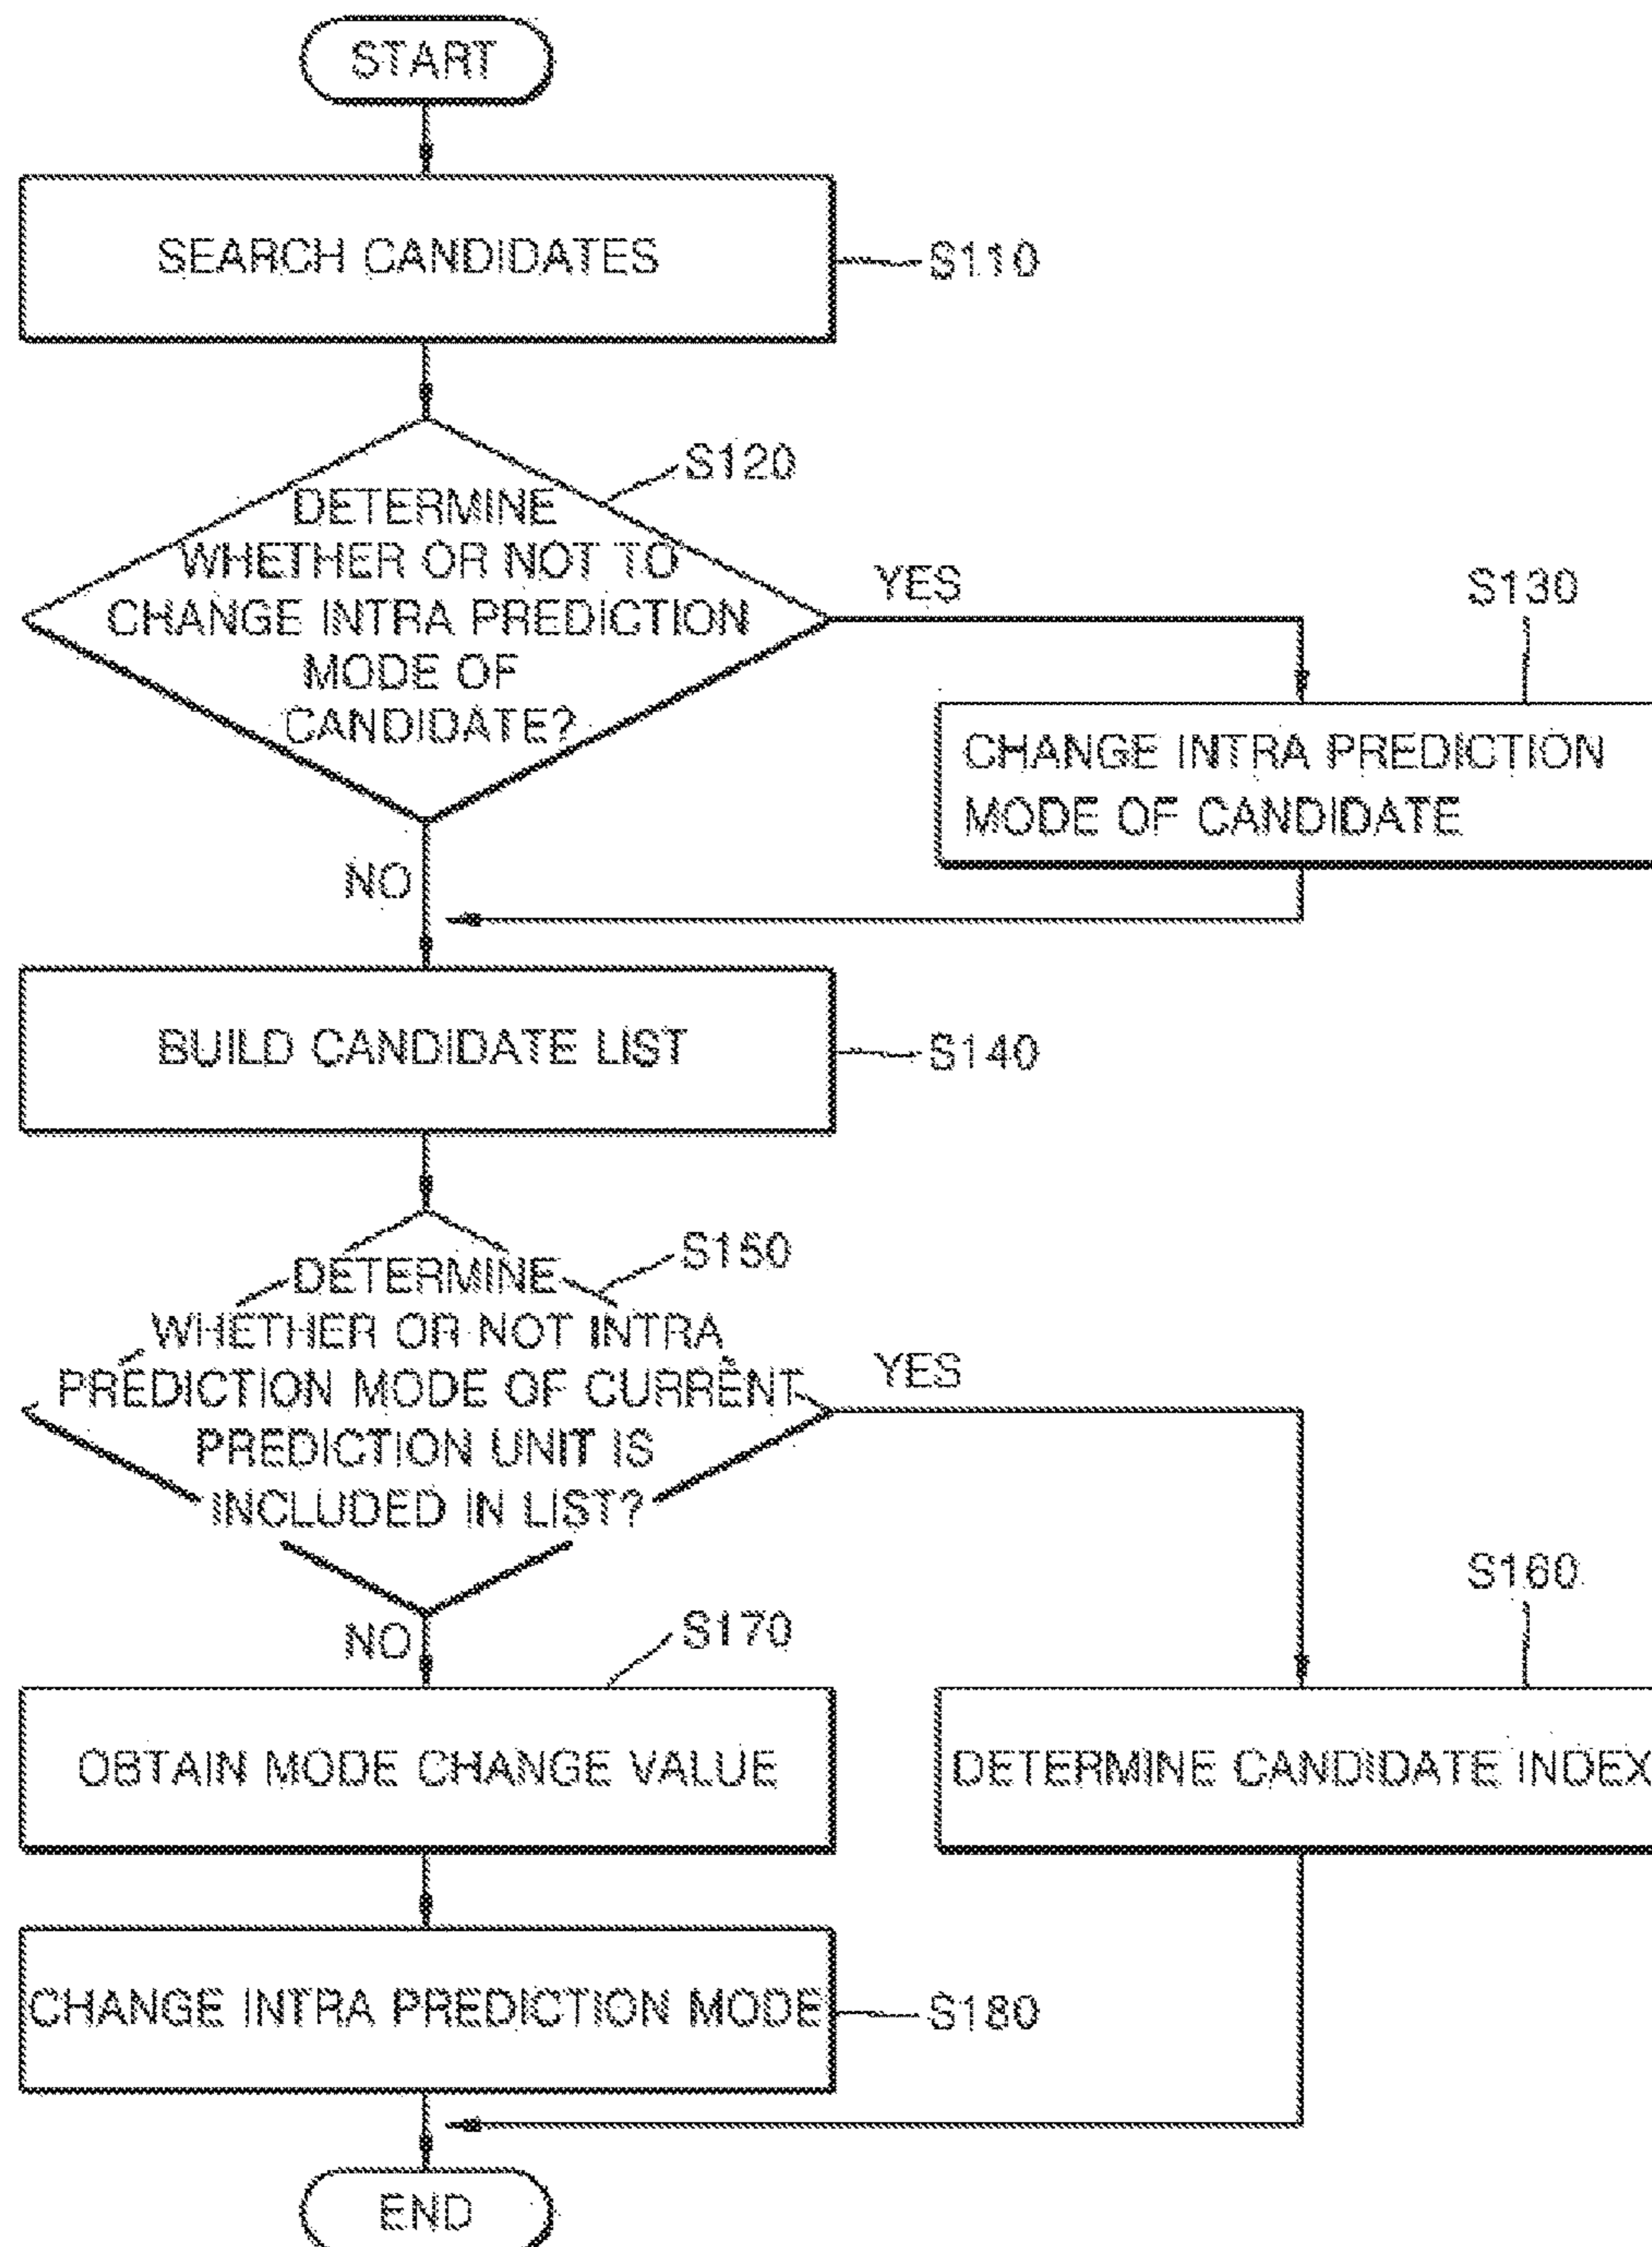 START
SEARCH CANDIDATES
S110
S120
DETERMINE
WHETHER OR NOT TO
CHANGE INTRA PREDICTION
MODE OF
CANDIDATE?
YES
S130
CHANGE INTRA PREDICTION
MODE OF CANDIDATE
NO
BUILD CANDIDATE LIST
S140
S150
DETERMINE
WHETHER OR NOT INTRA
PREDICTION MODE OF CURRENT
PREDICTION UNIT IS
INCLUDED IN LIST?
YES
S160
NO
S170
OBTAIN MODE CHANGE VALUE
DETERMINE CANDIDATE INDEX
CHANGE INTRA PREDICTION MODE
S180
END